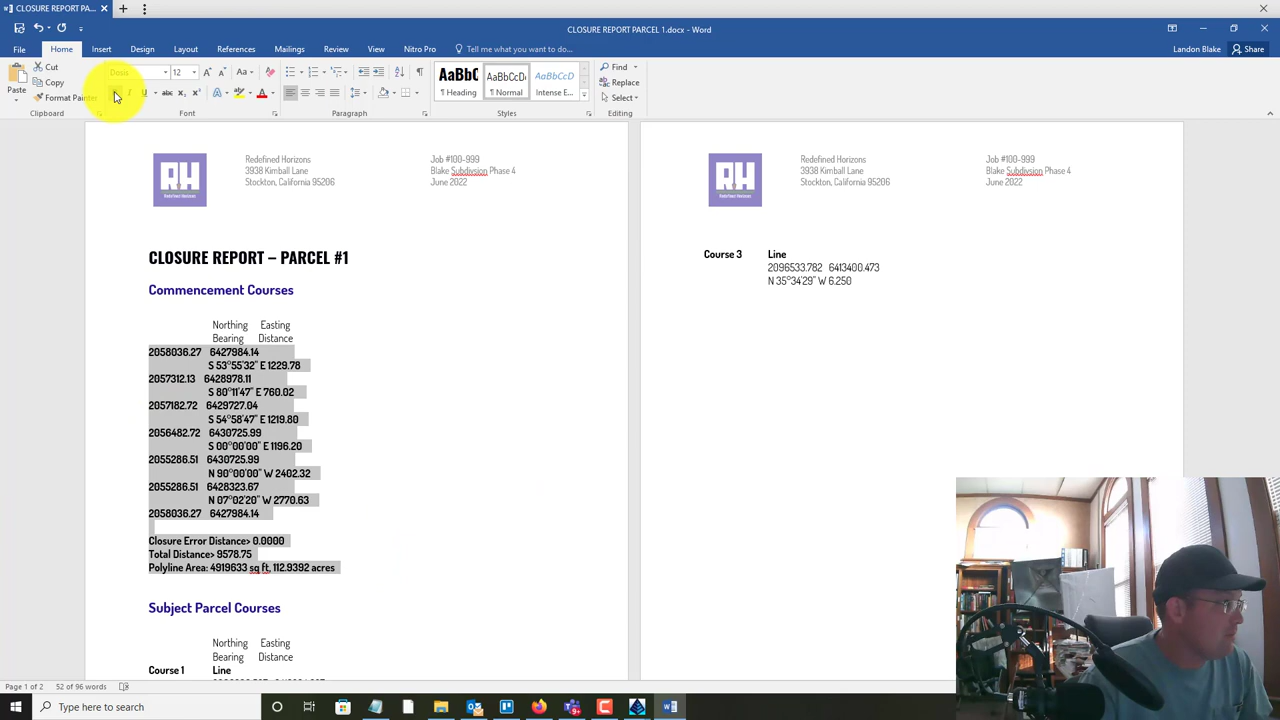 CLOSURE REPORT PA...
CLOSURE REPORT PARCEL 1.docx - Word
File Home Insert Design Layout References Mailings Review View Nitro Pro Tell me what you want to do... Landon Blake Share
Paste
Cut
Copy
Format Painter
Clipboard
Dosis 12
Font
Paragraph
AaBbC AaBbCcDc AaBbCcD
¶ Heading ¶ Normal Intense E...
Styles
Find
Replace
Select
Editing
RH
Redefined Horizons
Redefined Horizons
3938 Kimball Lane
Stockton, California 95206
Job #100-999
Blake Subdivsion Phase 4
June 2022
CLOSURE REPORT – PARCEL #1
Commencement Courses
Northing Easting
Bearing Distance
2058036.27 6427984.14
S 53°55'32" E 1229.78
2057312.13 6428978.11
S 80°11'47" E 760.02
2057182.72 6429727.04
S 54°58'47" E 1219.80
2056482.72 6430725.99
S 00°00'00" E 1196.20
2055286.51 6430725.99
N 90°00'00" W 2402.32
2055286.51 6428323.67
N 07°02'20" W 2770.63
2058036.27 6427984.14
Closure Error Distance> 0.0000
Total Distance> 9578.75
Polyline Area: 4919633 sq ft, 112.9392 acres
Subject Parcel Courses
Northing Easting
Bearing Distance
Course 1 Line
RH
Redefined Horizons
Redefined Horizons
3938 Kimball Lane
Stockton, California 95206
Job #100-999
Blake Subdivsion Phase 4
June 2022
Course 3 Line
2096533.782 6413400.473
N 35°34'29" W 6.250
Page 1 of 2 52 of 96 words
Type here to search